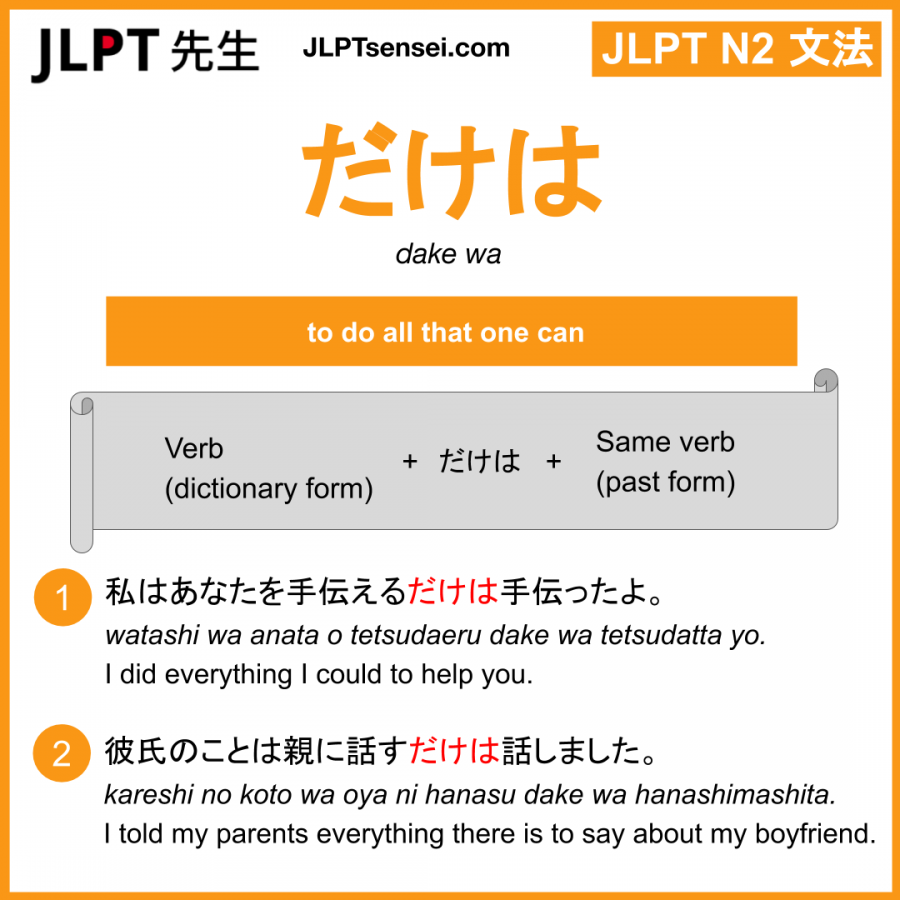 JLPT 先生
JLPTsensei.com
JLPT N2 文法
だけは
dake wa
to do all that one can
Verb
(dictionary form)
+ だけは +
Same verb
(past form)
1 私はあなたを手伝えるだけは手伝ったよ。
watashi wa anata o tetsudaeru dake wa tetsudatta yo.
I did everything I could to help you.
2 彼氏のことは親に話すだけは話しました。
kareshi no koto wa oya ni hanasu dake wa hanashimashita.
I told my parents everything there is to say about my boyfriend.